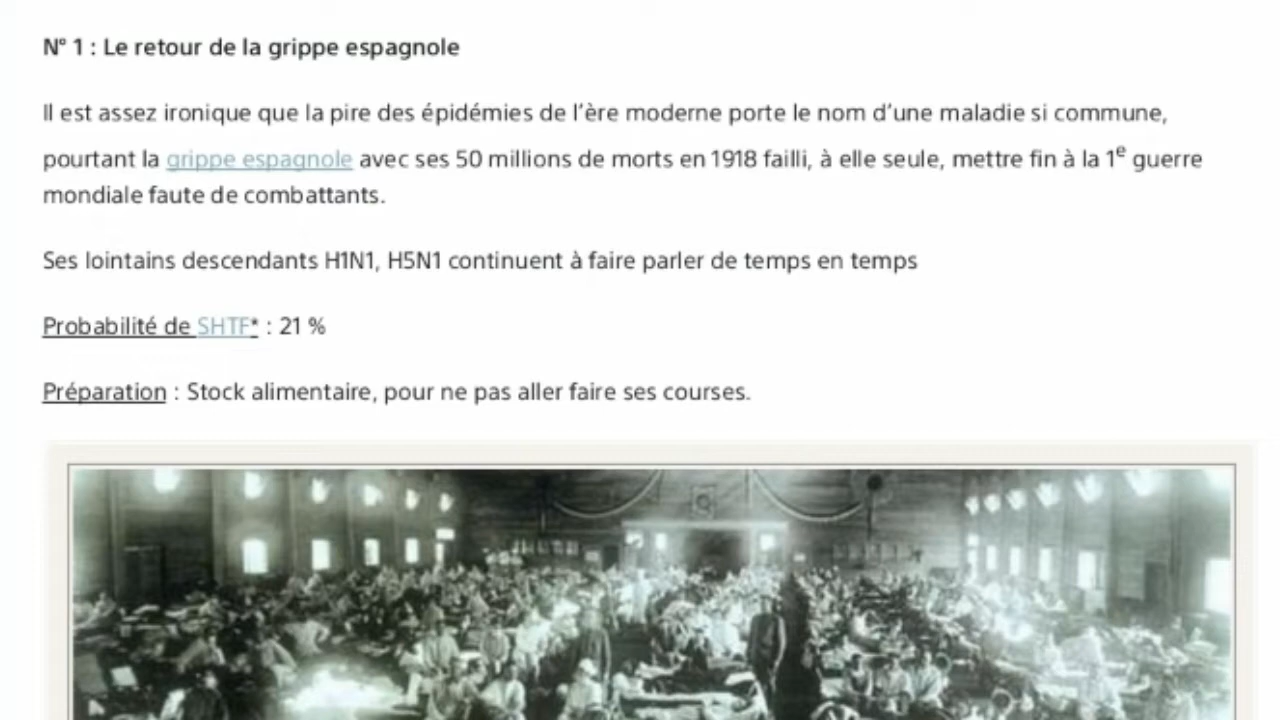 N° 1 : Le retour de la grippe espagnole
Il est assez ironique que la pire des épidémies de l'ère moderne porte le nom d'une maladie si commune,
pourtant la grippe espagnole avec ses 50 millions de morts en 1918 failli, à elle seule, mettre fin à la 1e guerre
mondiale faute de combattants.
Ses lointains descendants H1N1, H5N1 continuent à faire parler de temps en temps
Probabilité de SHTF* : 21 %
Préparation : Stock alimentaire, pour ne pas aller faire ses courses.